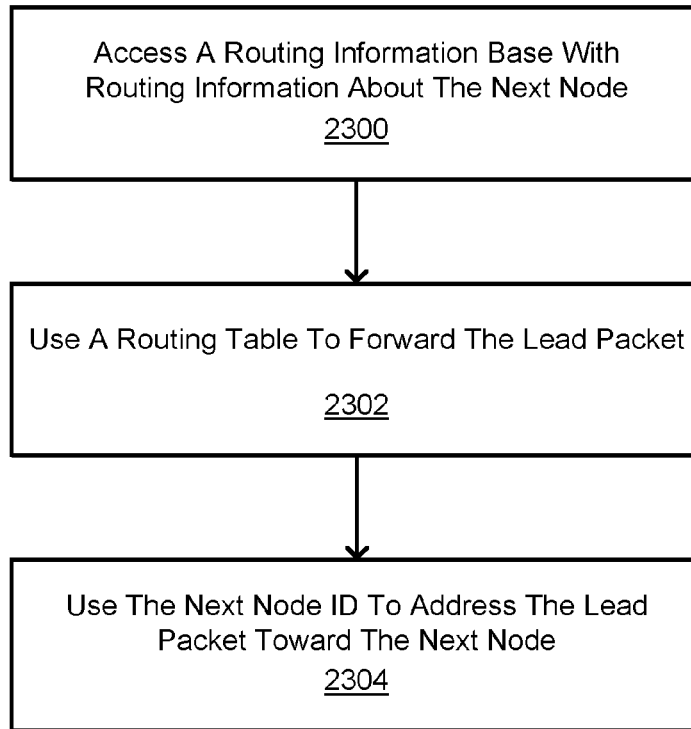 Access A Routing Information Base With
Routing Information About The Next Node
2300
Use A Routing Table To Forward The Lead Packet
2302
Use The Next Node ID To Address The Lead
Packet Toward The Next Node
2304